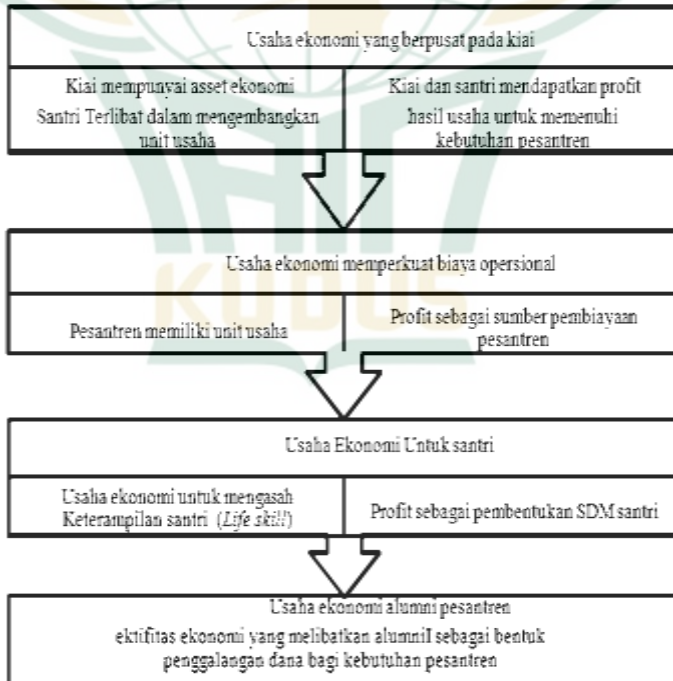 Usaha ekonomi yang berpusat pada kiai
Kiai mempunyai asset ekonomi
Santri Terlibat dalam mengembangkan
unit usaha
Kiai dan santri mendapatkan profit
hasil usaha untuk memenuhi
kebutuhan pesantren
Usaha ekonomi memperkuat biaya opersional
Pesantren memiliki unit usaha
Profit sebagai sumber pembiayaan
pesantren
Usaha Ekonomi Untuk santri
Usaha ekonomi untuk mengasah
Keterampilan santri (Life skill)
Profit sebagai pembentukan SDM santri
Usaha ekonomi alumni pesantren
ektifitas ekonomi yang melibatkan alumniI sebagai bentuk
penggalangan dana bagi kebutuhan pesantren
KUDUS